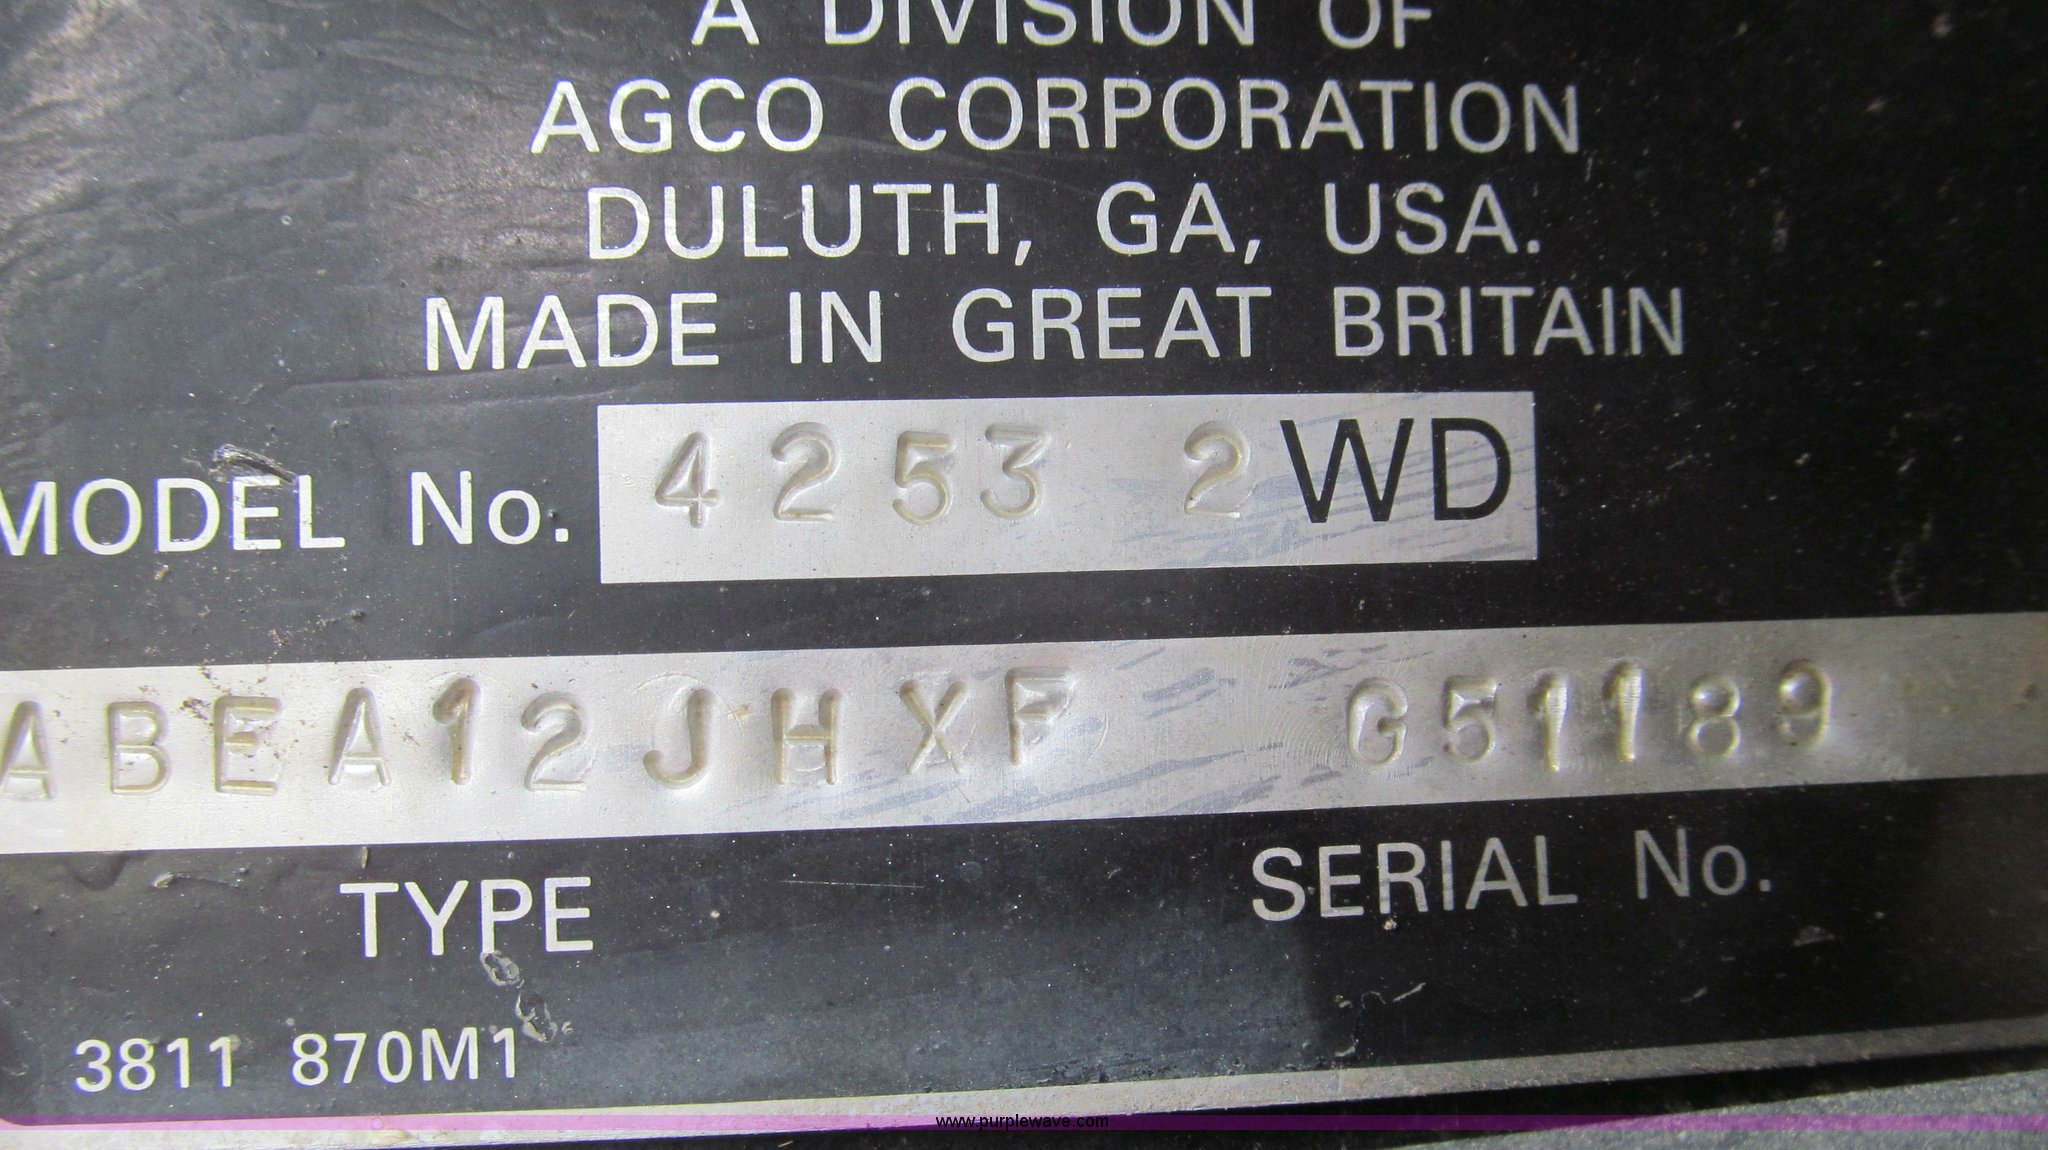 A DIVISION OF
AGCO CORPORATION
DULUTH, GA, USA.
MADE IN GREAT BRITAIN
MODEL No. 4253 2WD
ABEA12JHXF G51189
TYPE SERIAL No.
3811 870M1
www.purplewave.com